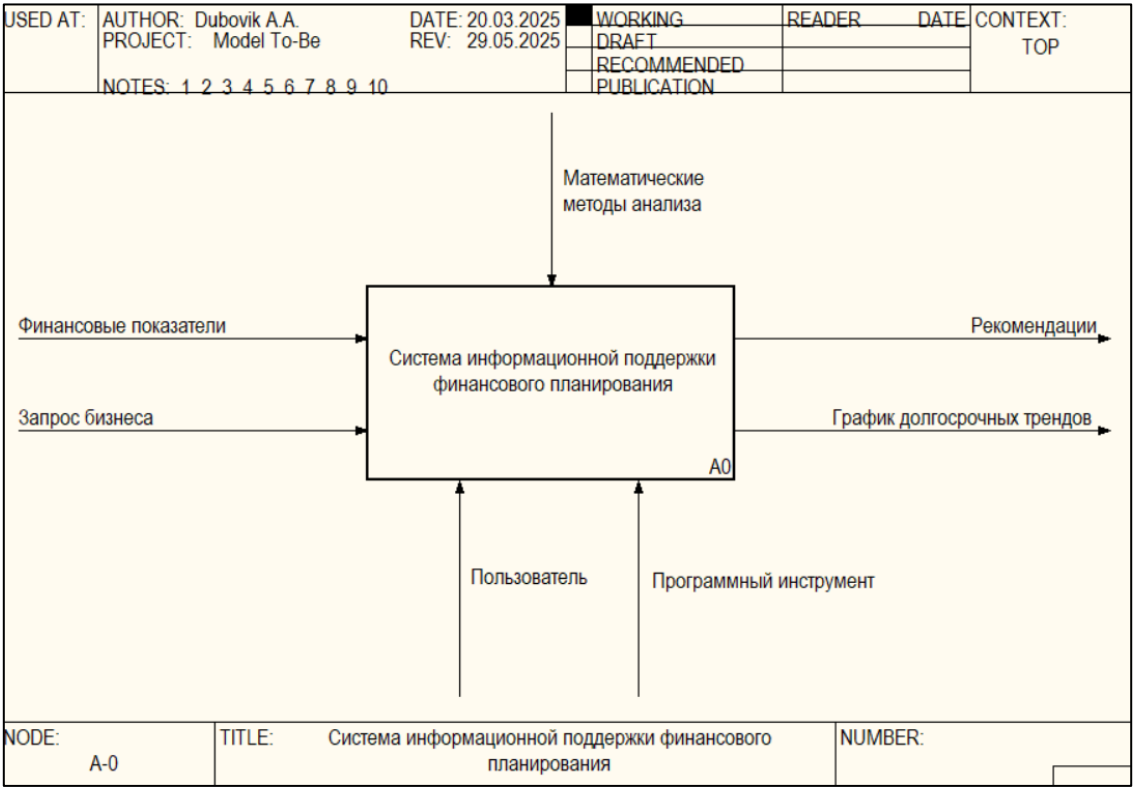 USED AT:
AUTHOR: Dubovik A.A.
DATE: 20.03.2025
PROJECT: Model To-Be
REV: 29.05.2025
NOTES: 1 2 3 4 5 6 7 8 9 10
WORKING
DRAFT
RECOMMENDED
PUBLICATION
READER DATE
CONTEXT:
TOP
Математические
методы анализа
Финансовые показатели
Запрос бизнеса
Система информационной поддержки
финансового планирования
A0
Рекомендации
График долгосрочных трендов
Пользователь
Программный инструмент
NODE:
A-0
TITLE:
Система информационной поддержки финансового
планирования
NUMBER: